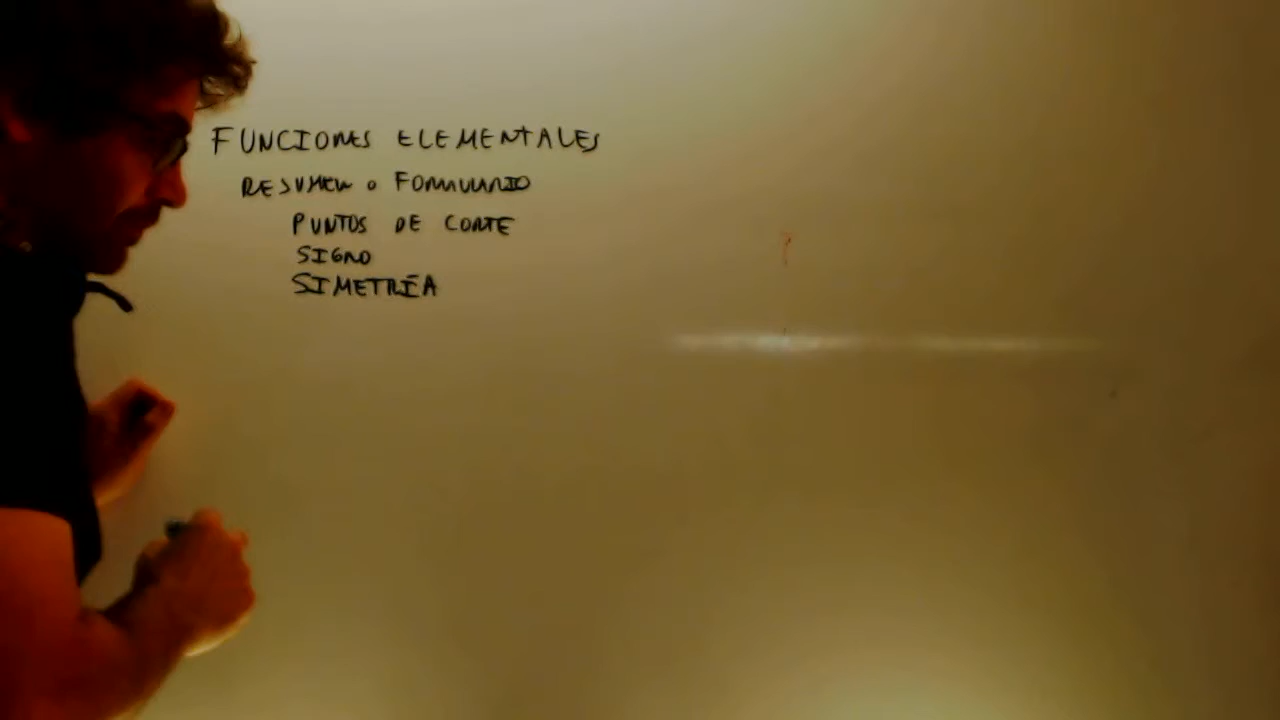 FUNCIONES ELEMENTALES
RESUMEN O FORMULARIO
PUNTOS DE CORTE
SIGNO
SIMETRÍA